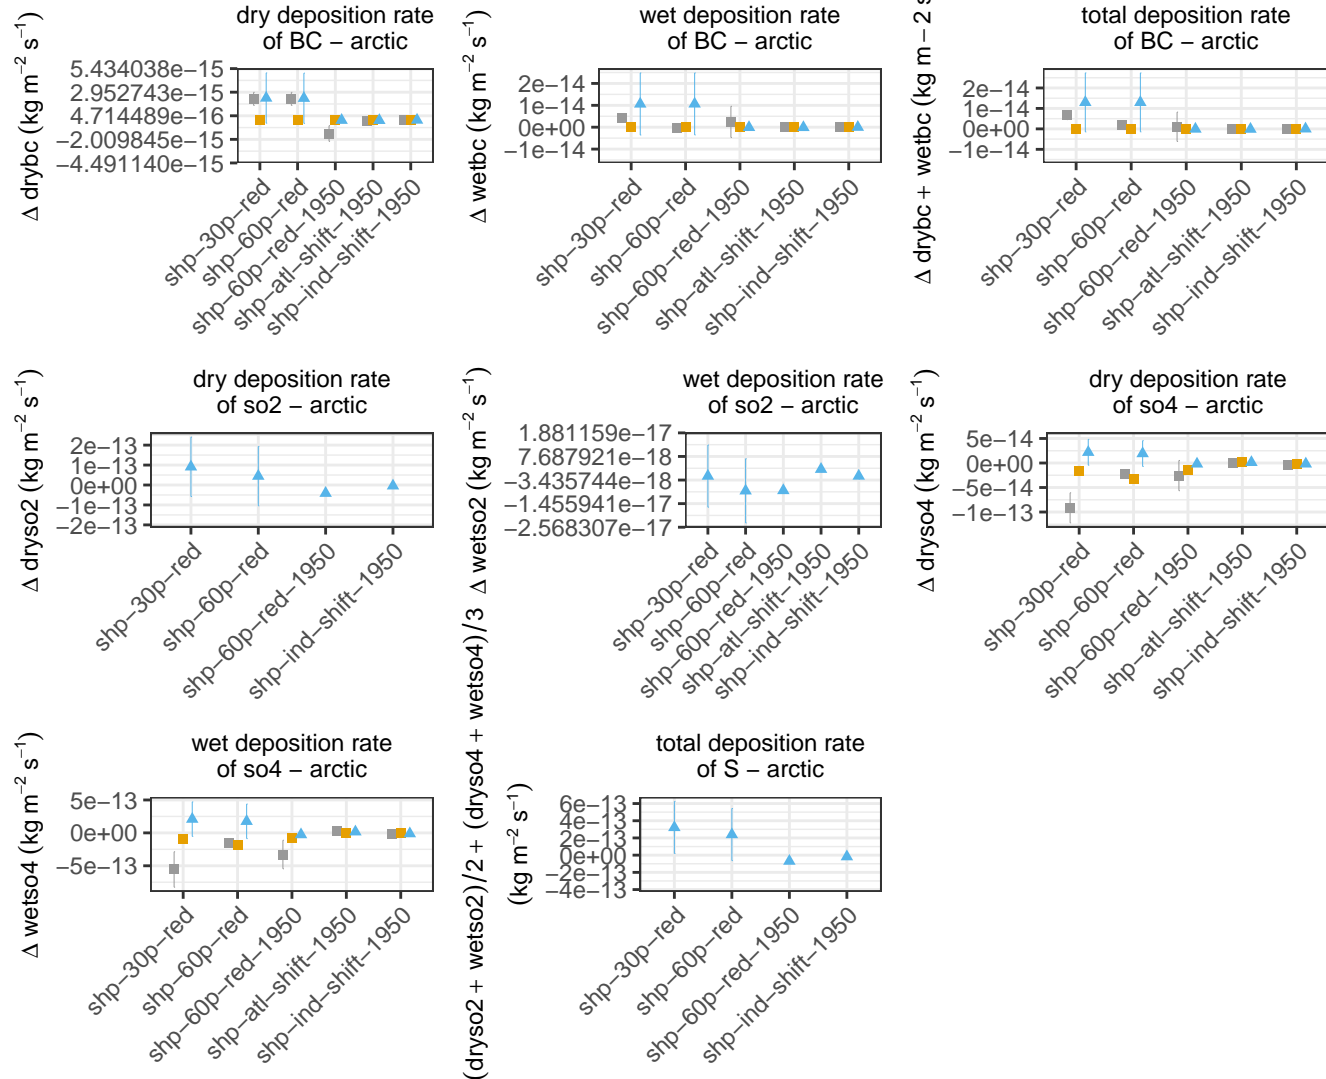 dry deposition rate
of BC − arctic
Δ drybc (kg m−2 s−1)
5.434038e−15
2.952743e−15
4.714489e−16
−2.009845e−15
−4.491140e−15
shp−30p−red
shp−60p−red
shp−60p−red−1950
shp−atl−shift−1950
shp−ind−shift−1950
wet deposition rate
of BC − arctic
Δ wetbc (kg m−2 s−1)
2e−14
1e−14
0e+00
−1e−14
shp−30p−red
shp−60p−red
shp−60p−red−1950
shp−atl−shift−1950
shp−ind−shift−1950
total deposition rate
of BC − arctic
Δ drybc + wetbc (kg m − 2 s
2e−14
1e−14
0e+00
−1e−14
shp−30p−red
shp−60p−red
shp−60p−red−1950
shp−atl−shift−1950
shp−ind−shift−1950
dry deposition rate
of so2 − arctic
Δ dryso2 (kg m−2 s−1)
2e−13
1e−13
0e+00
−1e−13
−2e−13
shp−30p−red
shp−60p−red
shp−60p−red−1950
shp−ind−shift−1950
wet deposition rate
of so2 − arctic
Δ wetso2 (kg m−2 s−1)
1.881159e−17
7.687921e−18
−3.435744e−18
−1.455941e−17
−2.568307e−17
shp−30p−red
shp−60p−red
shp−60p−red−1950
shp−atl−shift−1950
shp−ind−shift−1950
dry deposition rate
of so4 − arctic
Δ dryso4 (kg m−2 s−1)
5e−14
0e+00
−5e−14
−1e−13
shp−30p−red
shp−60p−red
shp−60p−red−1950
shp−atl−shift−1950
shp−ind−shift−1950
wet deposition rate
of so4 − arctic
Δ wetso4 (kg m−2 s−1)
5e−13
0e+00
−5e−13
shp−30p−red
shp−60p−red
shp−60p−red−1950
shp−atl−shift−1950
shp−ind−shift−1950
total deposition rate
of S − arctic
(dryso2 + wetso2)/2 + (dryso4 + wetso4)/3
(kg m−2 s−1)
6e−13
4e−13
2e−13
0e+00
−2e−13
−4e−13
shp−30p−red
shp−60p−red
shp−60p−red−1950
shp−ind−shift−1950